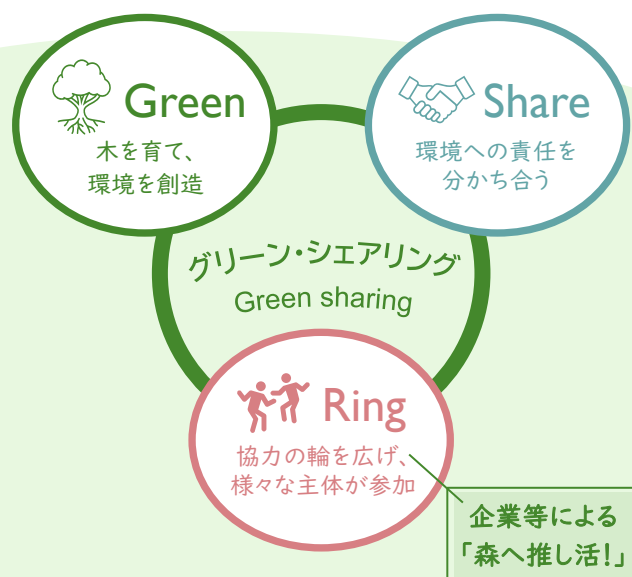 Green
木を育て、
環境を創造
Share
環境への責任を
分かち合う
グリーン・シェアリング
Green sharing
Ring
協力の輪を広げ、
様々な主体が参加
企業等による
「森へ推し活!」